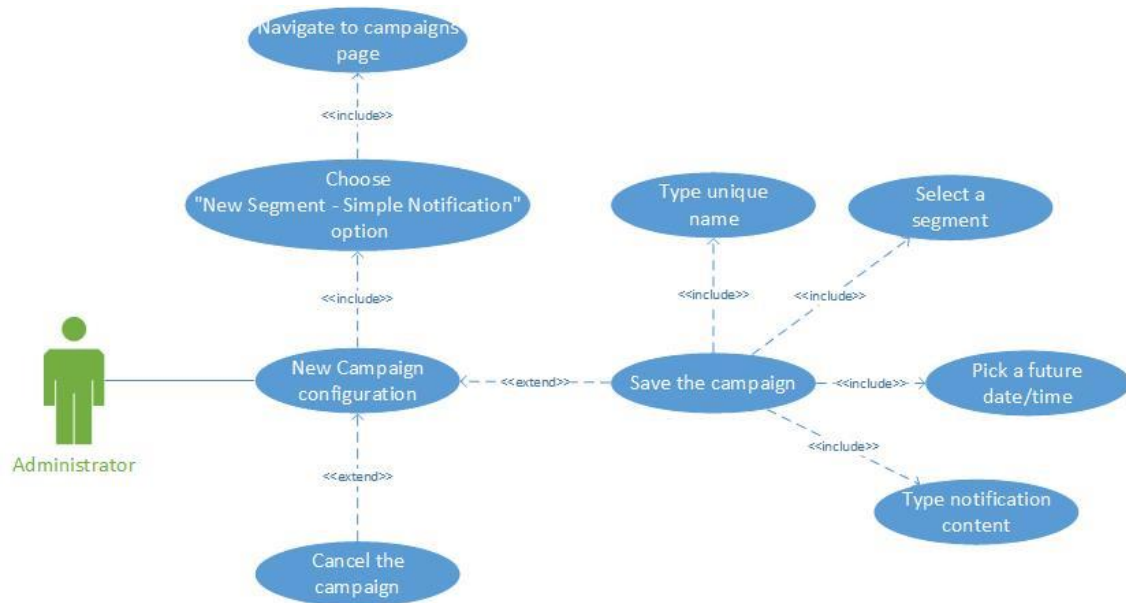 Navigate to campaigns
page
<<include>>
Choose
"New Segment - Simple Notification"
option
<<include>>
Type unique
name
Select a
segment
<<include>>
<<include>>
Administrator
New Campaign
configuration
<<extend>>
Save the campaign
<<include>>
Pick a future
date/time
<<include>>
Type notification
content
<<extend>>
Cancel the
campaign